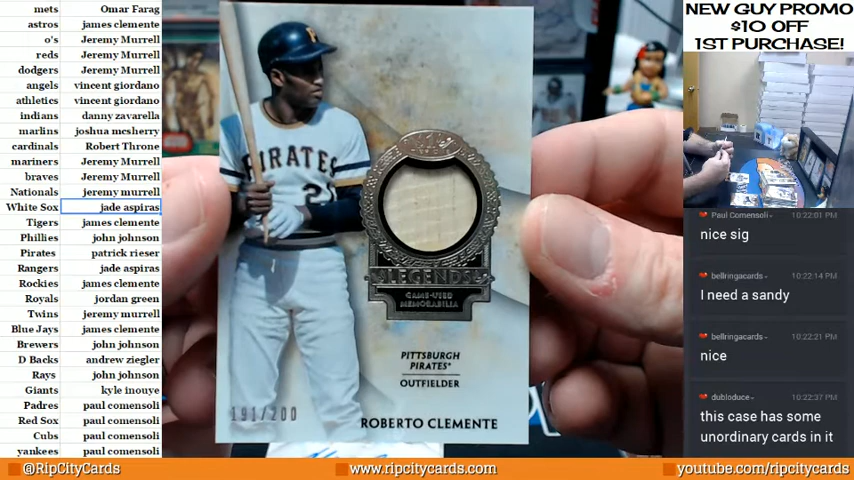 mets Omar Farag
astros james clemente
o's Jeremy Murrell
reds Jeremy Murrell
dodgers Jeremy Murrell
angels vincent giordano
athletics vincent giordano
indians danny zavarella
marlins joshua mcsherry
cardinals Robert Throne
mariners Jeremy Murrell
braves Jeremy Murrell
Nationals jeremy murrell
White Sox jade aspiras
Tigers james clemente
Phillies john johnson
Pirates patrick rieser
Rangers jade aspiras
Rockies james clemente
Royals jordan green
Twins jeremy murrell
Blue Jays james clemente
Brewers john johnson
D Backs andrew ziegler
Rays john johnson
Giants kyle inouye
Padres paul comensoli
Red Sox paul comensoli
Cubs paul comensoli
yankees paul comensoli
P
PIRATES
2
LEGENDS
GAME-USED
MEMORABILIA
PITTSBURGH
PIRATES
OUTFIELDER
191/200
ROBERTO CLEMENTE
NEW GUY PROMO
$10 OFF
1ST PURCHASE!
Paul Comensoli 10:22:01 PM
nice sig
bellringacards 10:22:14 PM
I need a sandy
bellringacards 10:22:21 PM
nice
dubloduce 10:22:37 PM
this case has some
unordinary cards in it
@RipCityCards
www.ripcitycards.com
youtube.com/ripcitycards